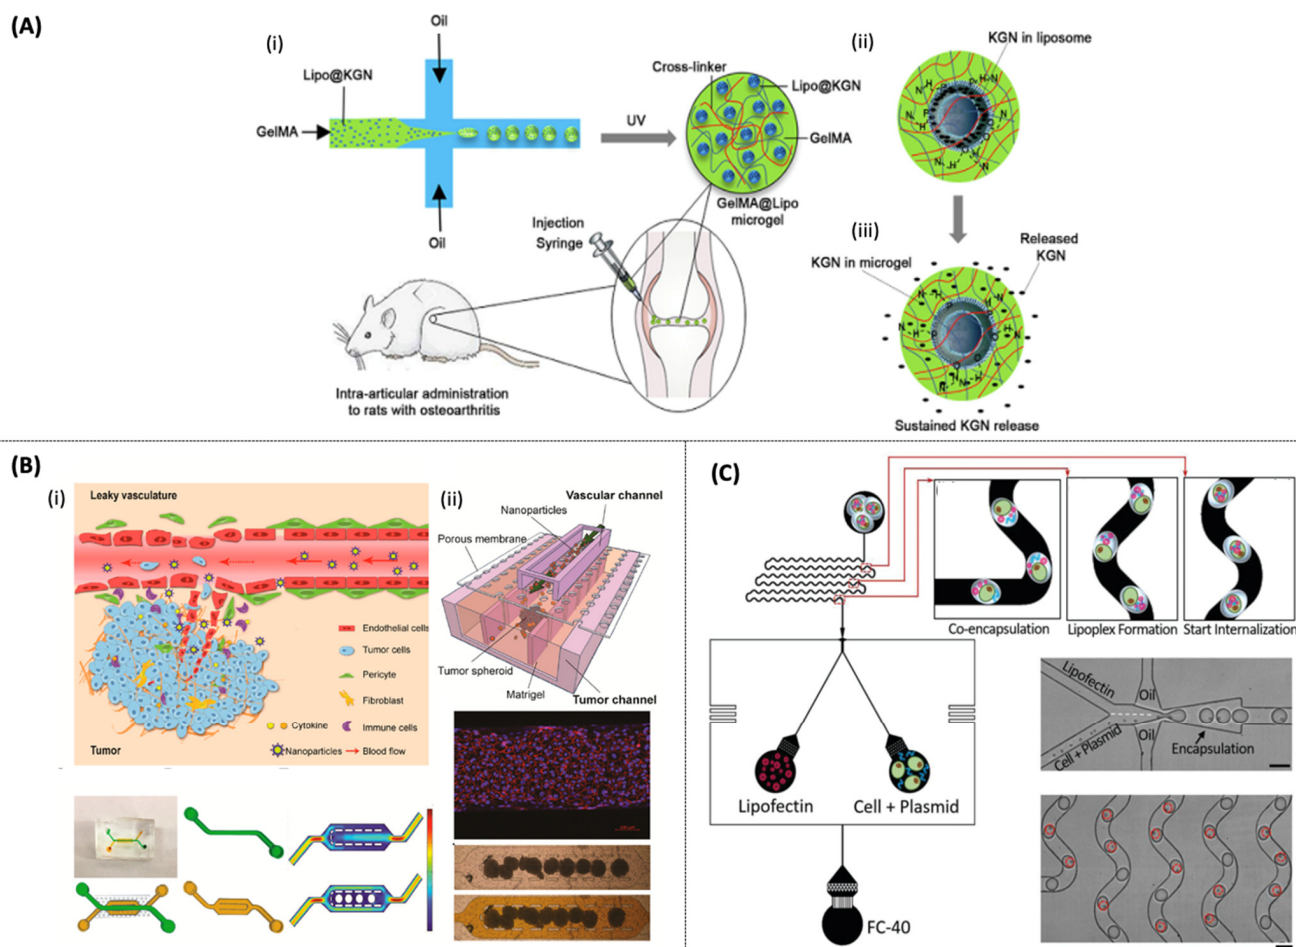 (A)
(i)
Oil
Lipo@KGN
GelMA
Oil
UV
Cross-linker
Lipo@KGN
GelMA
GelMA@Lipo
microgel
Injection
Syringe
Intra-articular administration
to rats with osteoarthritis
(ii)
KGN in liposome
N
H
P
P
H
N
N
H
P
O
O
N
H
H
N
(iii)
KGN in microgel
Released
KGN
N
H
P
P
H
N
N
H
P
O
O
N
H
N
H
Sustained KGN release
(B)
(i)
Leaky vasculature
Endothelial cells
Tumor cells
Pericyte
Fibroblast
Cytokine
Immune cells
Nanoparticles
Blood flow
Tumor
(ii)
Vascular channel
Nanoparticles
Porous membrane
Tumor spheroid
Matrigel
Tumor channel
(C)
Co-encapsulation
Lipoplex Formation
Start Internalization
Lipofectin
Cell + Plasmid
FC-40
Lipofectin
Oil
Cell + Plasmid
Oil
Encapsulation